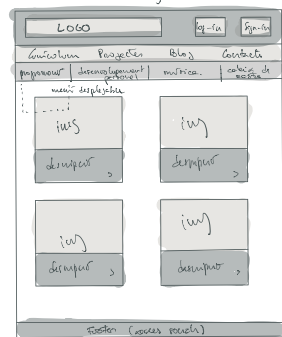 LOGO log-in Sign-in
Curriculum Projectes Blog Contacte
programació desenvolupament personal música.
menú desplegable
img img
descripció > descripció >
img img
descripció > descripció >
Footer (xarxes socials)